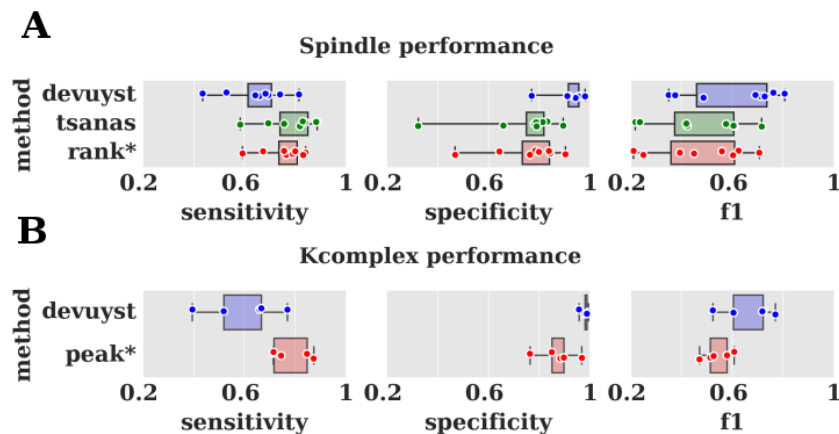 A
Spindle performance
method
devuyst
tsanas
rank*
0.2 0.6 1 0.2 0.6 1 0.2 0.6 1
sensitivity specificity f1
B
Kcomplex performance
method
devuyst
peak*
0.2 0.6 1 0.2 0.6 1 0.2 0.6 1
sensitivity specificity f1